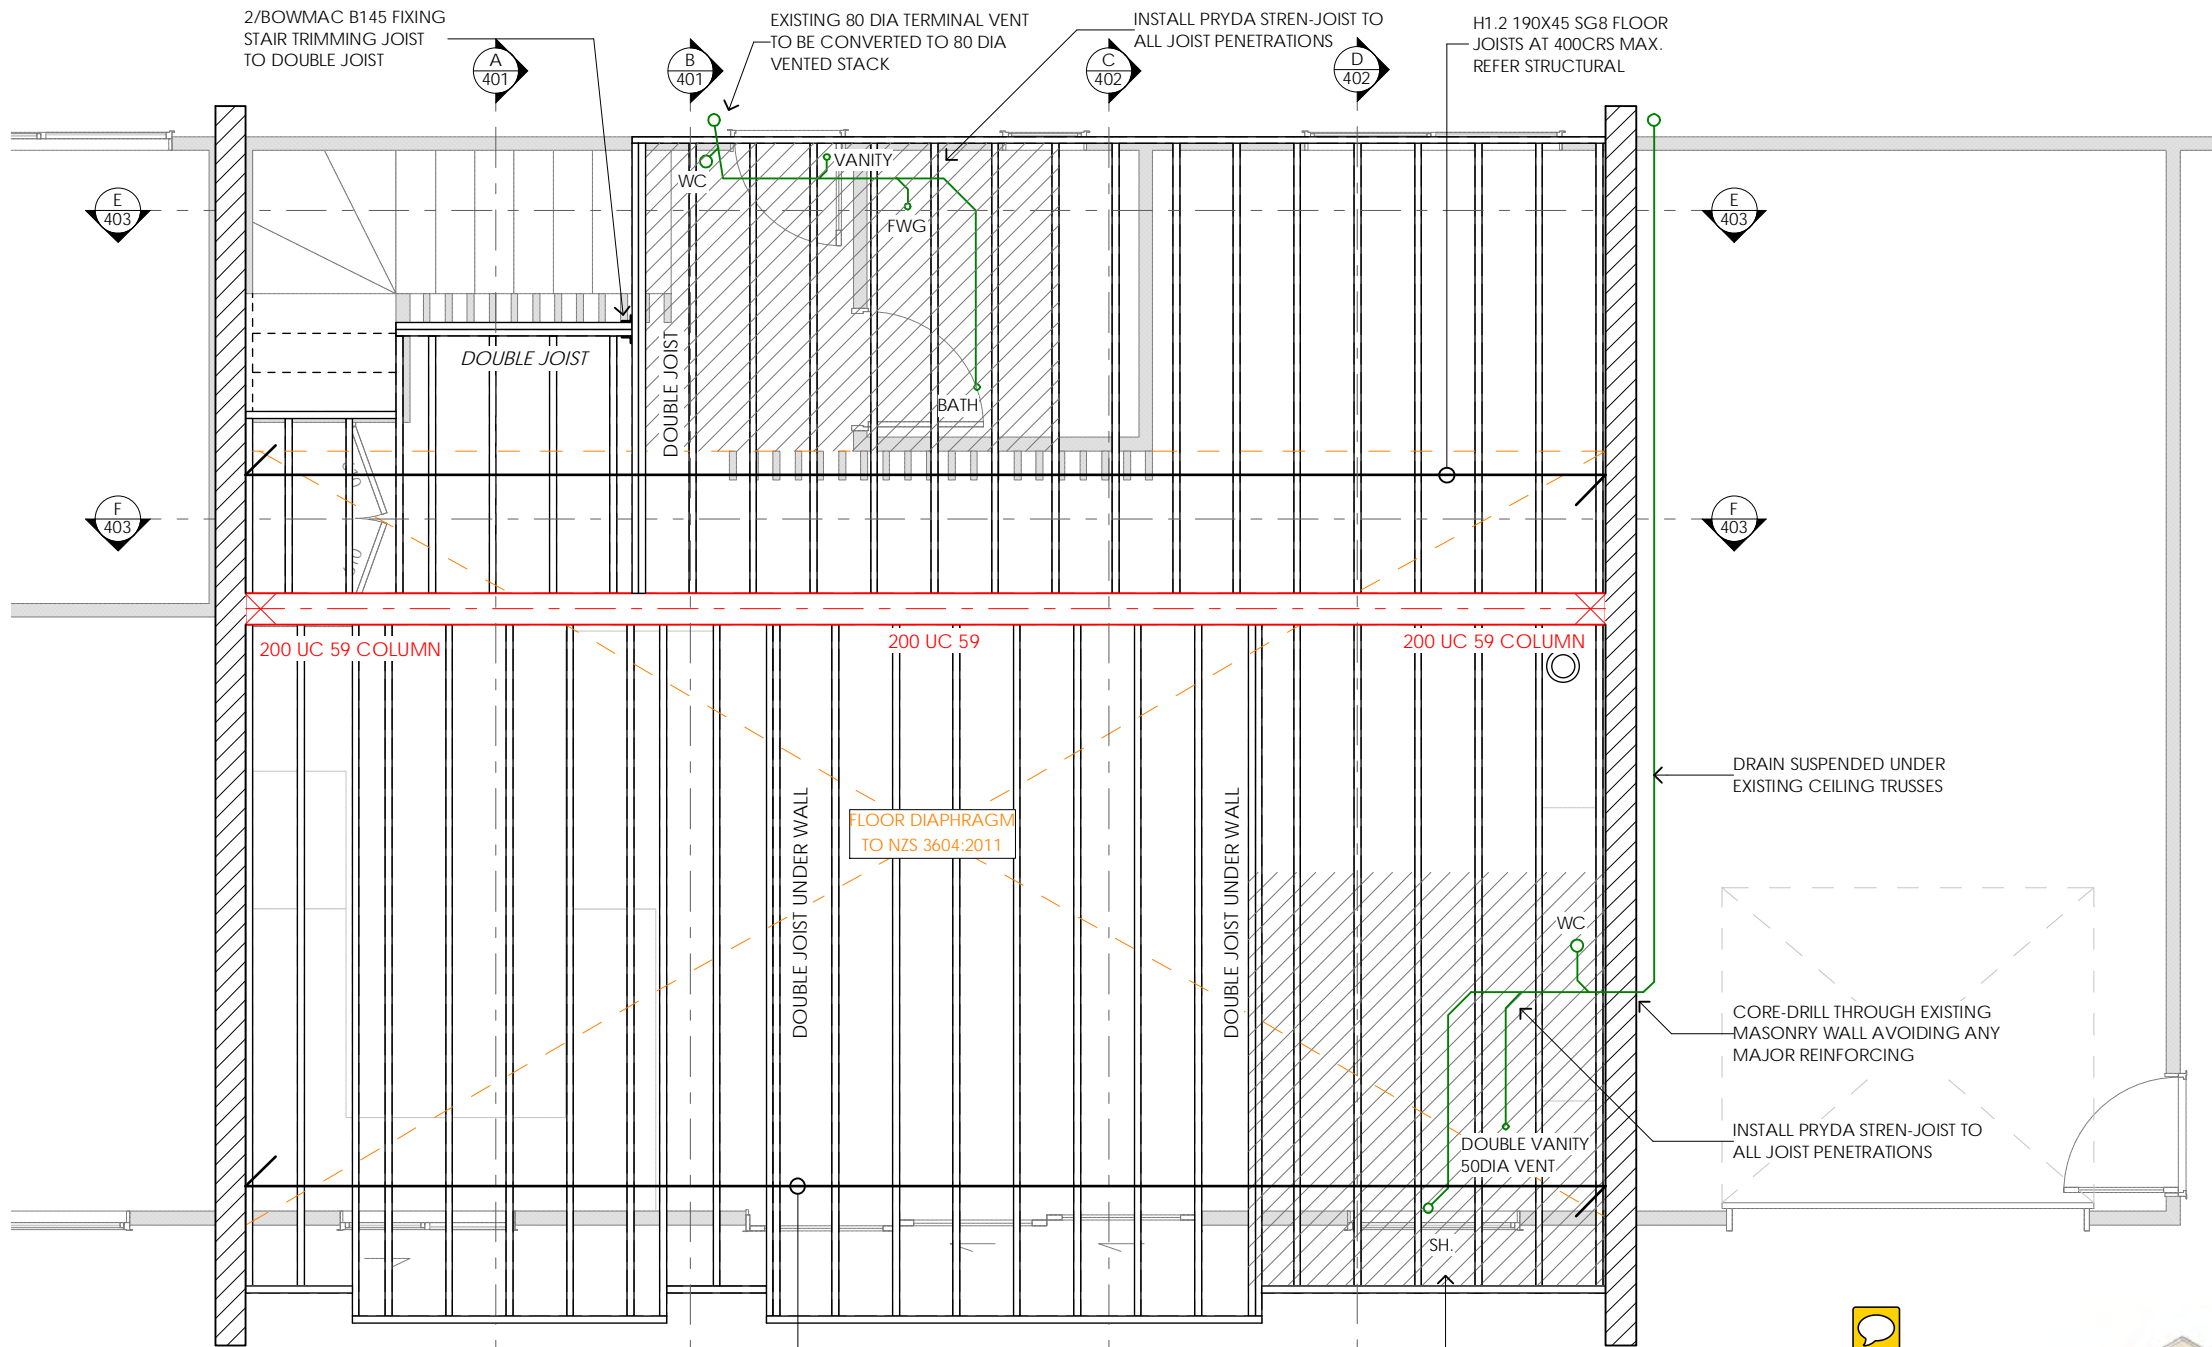 2/BOWMAC B145 FIXING
STAIR TRIMMING JOIST
TO DOUBLE JOIST
EXISTING 80 DIA TERMINAL VENT
TO BE CONVERTED TO 80 DIA
VENTED STACK
INSTALL PRYDA STREN-JOIST TO
ALL JOIST PENETRATIONS
H1.2 190X45 SG8 FLOOR
JOISTS AT 400CRS MAX.
REFER STRUCTURAL
A
401
B
401
C
402
D
402
WC
VANITY
FWG
BATH
E
403
E
403
DOUBLE JOIST
DOUBLE JOIST
F
403
F
403
200 UC 59 COLUMN
200 UC 59
200 UC 59 COLUMN
DOUBLE JOIST UNDER WALL
FLOOR DIAPHRAGM
TO NZS 3604:2011
DOUBLE JOIST UNDER WALL
DRAIN SUSPENDED UNDER
EXISTING CEILING TRUSSES
WC
CORE-DRILL THROUGH EXISTING
MASONRY WALL AVOIDING ANY
MAJOR REINFORCING
DOUBLE VANITY
50DIA VENT
INSTALL PRYDA STREN-JOIST TO
ALL JOIST PENETRATIONS
SH.